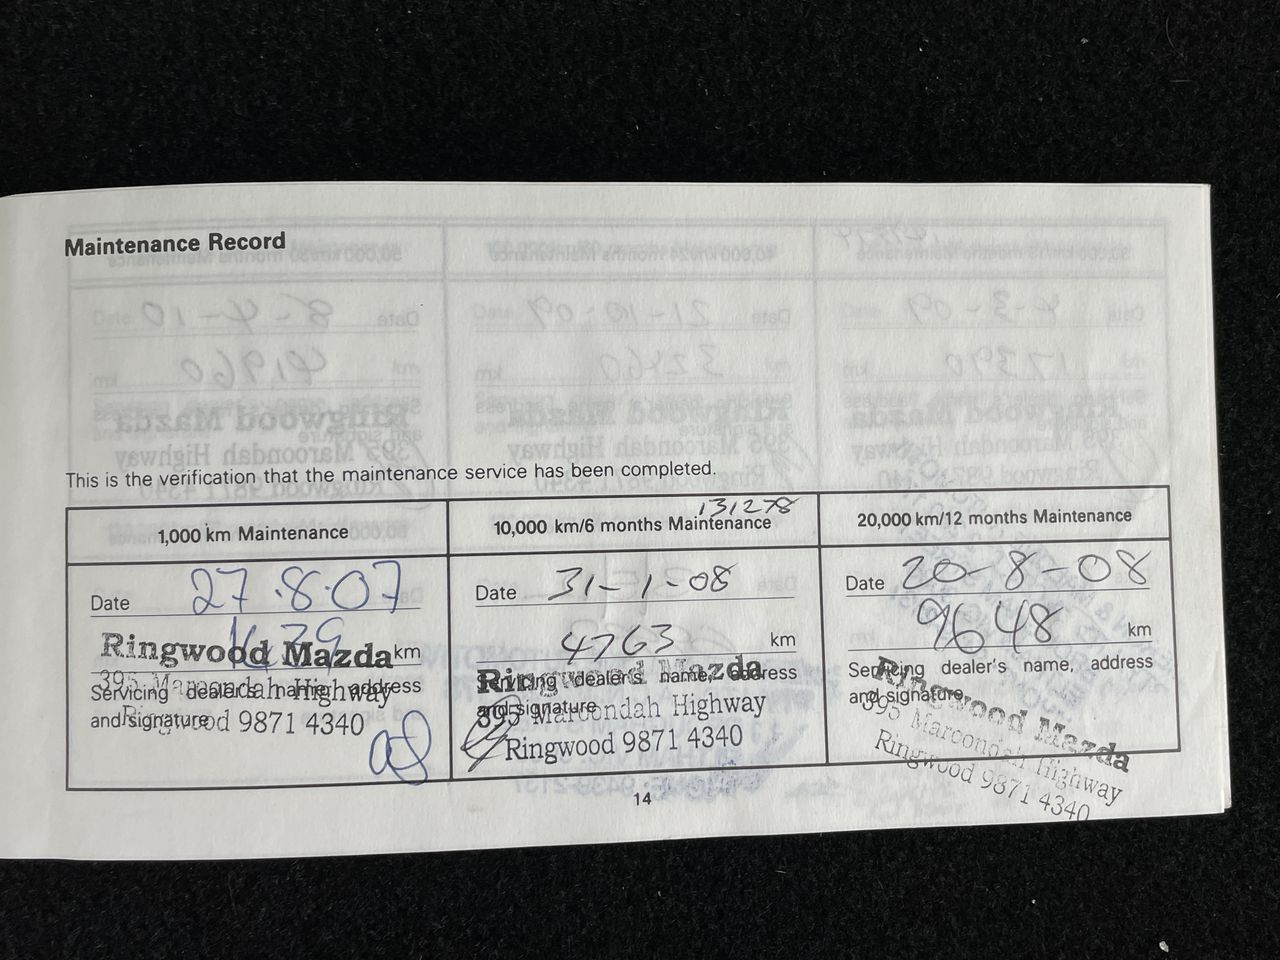 Maintenance Record
This is the verification that the maintenance service has been completed.
1,000 km Maintenance
Date 27.8.07
1639 km
Servicing dealer's name, address
and signature
Ringwood Mazda
395 Maroondah Highway
Ringwood 9871 4340
131278
10,000 km/6 months Maintenance
Date 31-1-08
4763 km
Servicing dealer's name, address
and signature
Ringwood Mazda
395 Maroondah Highway
Ringwood 9871 4340
20,000 km/12 months Maintenance
Date 20-8-08
9648 km
Servicing dealer's name, address
and signature
Ringwood Mazda
395 Maroondah Highway
Ringwood 9871 4340
14